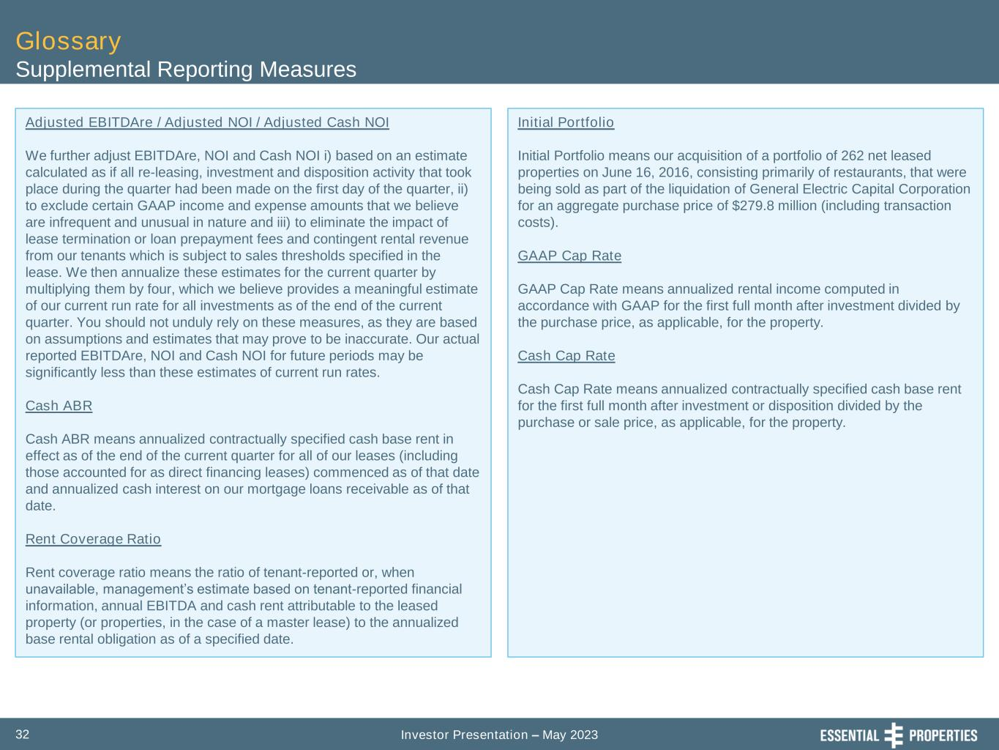 Glossary
Supplemental Reporting Measures
Adjusted EBITDAre / Adjusted NOI / Adjusted Cash NOI
We further adjust EBITDAre, NOI and Cash NOI i) based on an estimate
calculated as if all re-leasing, investment and disposition activity that took
place during the quarter had been made on the first day of the quarter, ii)
to exclude certain GAAP income and expense amounts that we believe
are infrequent and unusual in nature and iii) to eliminate the impact of
lease termination or loan prepayment fees and contingent rental revenue
from our tenants which is subject to sales thresholds specified in the
lease. We then annualize these estimates for the current quarter by
multiplying them by four, which we believe provides a meaningful estimate
of our current run rate for all investments as of the end of the current
quarter. You should not unduly rely on these measures, as they are based
on assumptions and estimates that may prove to be inaccurate. Our actual
reported EBITDAre, NOI and Cash NOI for future periods may be
significantly less than these estimates of current run rates.
Cash ABR
Cash ABR means annualized contractually specified cash base rent in
effect as of the end of the current quarter for all of our leases (including
those accounted for as direct financing leases) commenced as of that date
and annualized cash interest on our mortgage loans receivable as of that
date.
Rent Coverage Ratio
Rent coverage ratio means the ratio of tenant-reported or, when
unavailable, management’s estimate based on tenant-reported financial
information, annual EBITDA and cash rent attributable to the leased
property (or properties, in the case of a master lease) to the annualized
base rental obligation as of a specified date.
Initial Portfolio
Initial Portfolio means our acquisition of a portfolio of 262 net leased
properties on June 16, 2016, consisting primarily of restaurants, that were
being sold as part of the liquidation of General Electric Capital Corporation
for an aggregate purchase price of $279.8 million (including transaction
costs).
GAAP Cap Rate
GAAP Cap Rate means annualized rental income computed in
accordance with GAAP for the first full month after investment divided by
the purchase price, as applicable, for the property.
Cash Cap Rate
Cash Cap Rate means annualized contractually specified cash base rent
for the first full month after investment or disposition divided by the
purchase or sale price, as applicable, for the property.
32
Investor Presentation – May 2023
ESSENTIAL PROPERTIES